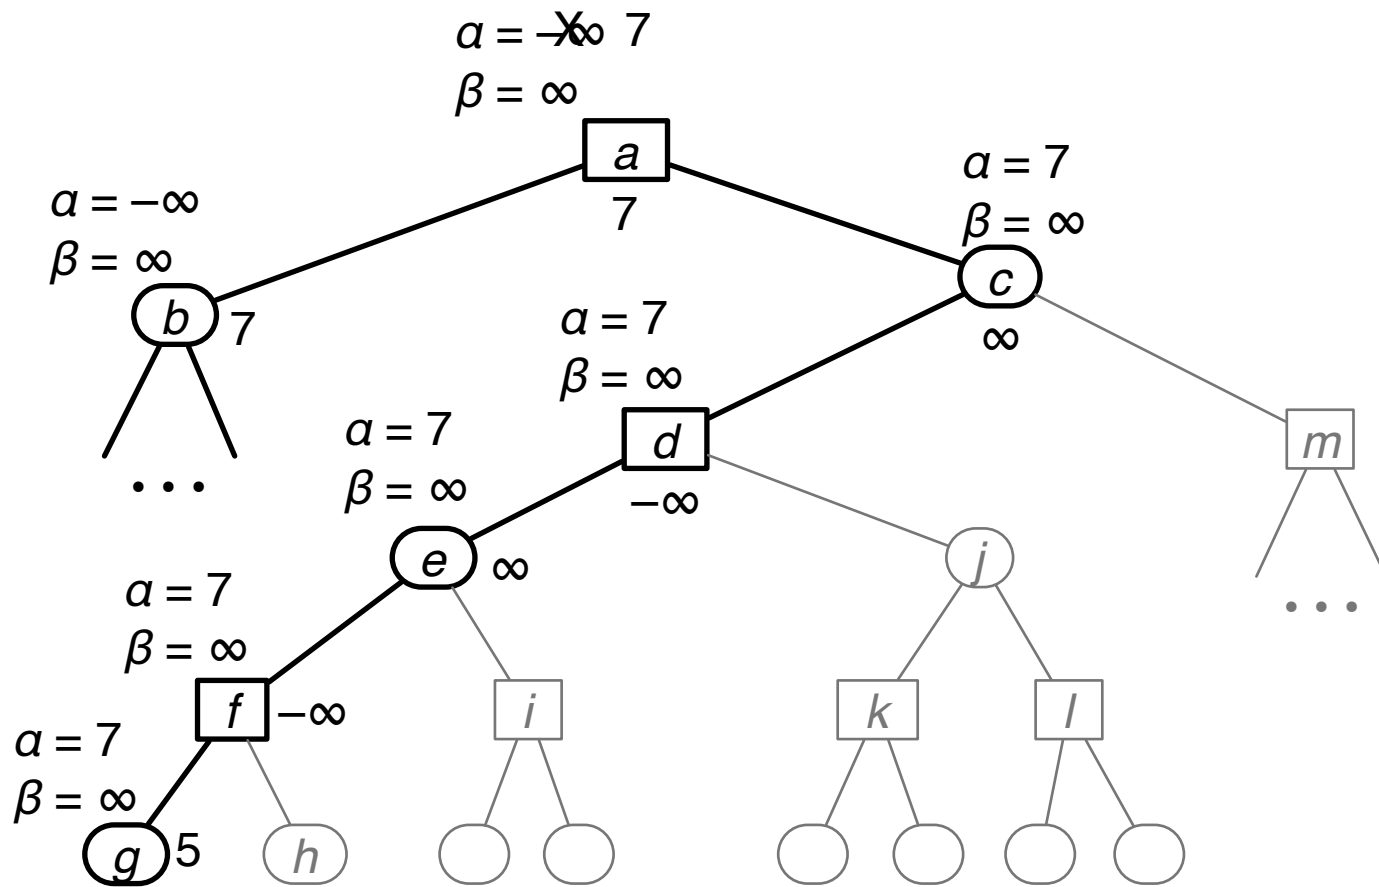 α = −∞ 7
β = ∞
a
7
α = 7
β = ∞
c
∞
α = −∞
β = ∞
b
7
...
α = 7
β = ∞
d
−∞
m
...
α = 7
β = ∞
e
∞
j
α = 7
β = ∞
f
−∞
i
k
l
α = 7
β = ∞
g
5
h